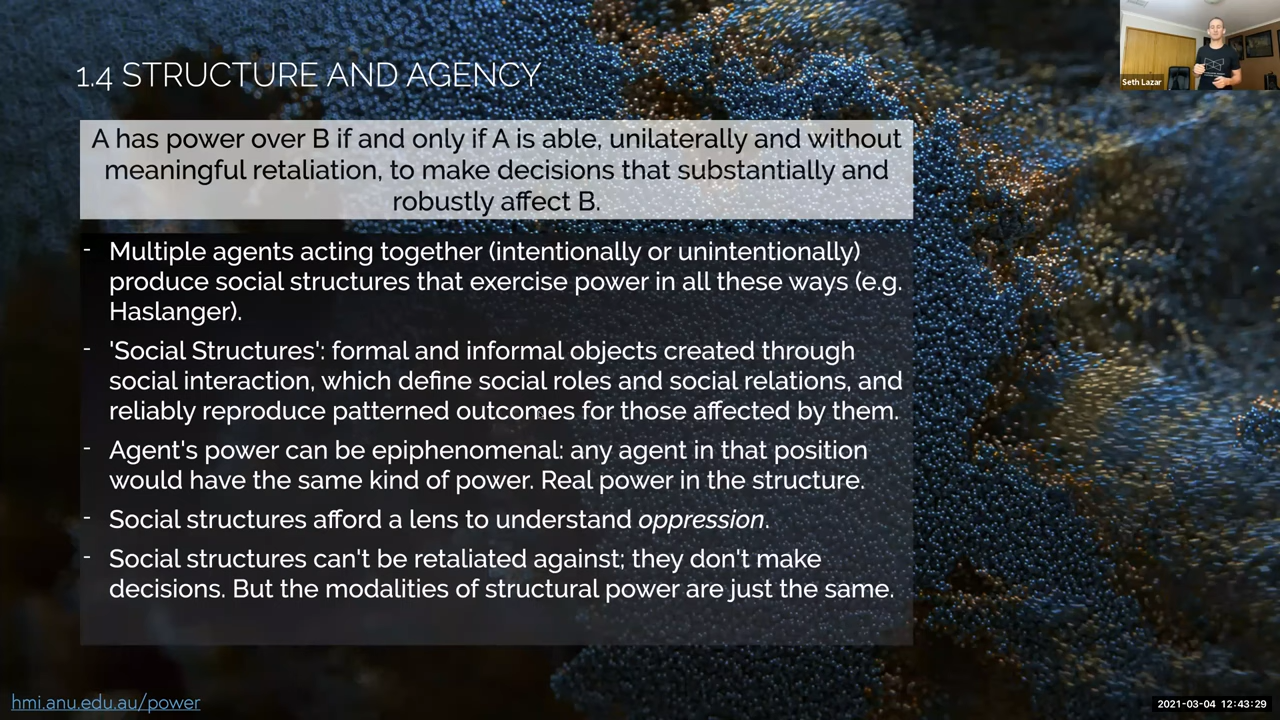 Seth Lazar
1.4 STRUCTURE AND AGENCY
A has power over B if and only if A is able, unilaterally and without
meaningful retaliation, to make decisions that substantially and
robustly affect B.
- Multiple agents acting together (intentionally or unintentionally)
produce social structures that exercise power in all these ways (e.g.
Haslanger).
- 'Social Structures': formal and informal objects created through
social interaction, which define social roles and social relations, and
reliably reproduce patterned outcomes for those affected by them.
- Agent's power can be epiphenomenal: any agent in that position
would have the same kind of power. Real power in the structure.
- Social structures afford a lens to understand oppression.
- Social structures can't be retaliated against; they don't make
decisions. But the modalities of structural power are just the same.
hmi.anu.edu.au/power
2021-03-04 12:43:29